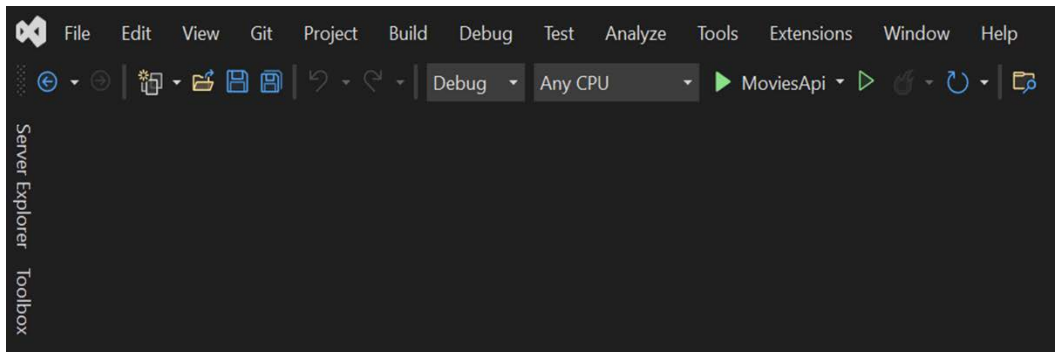 File Edit View Git Project Build Debug Test Analyze Tools Extensions Window Help
Debug Any CPU MoviesApi
Server Explorer
Toolbox